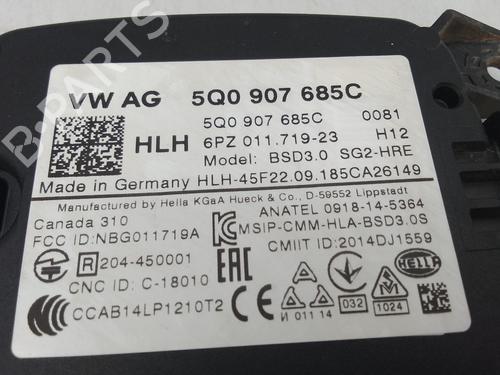 VW AG 5Q0 907 685C
5Q0 907 685C 0081
HLH 6PZ 011.719-23 H12
Model: BSD3.0 SG2-HRE
Made in Germany HLH-45F22.09.185CA26149
Manufactured by Hella KGaA Hueck & Co., D-59552 Lippstadt
Canada 310 ANATEL 0918-14-5364
FCC ID:NBG011719A MSIP-CMM-HLA-BSD3.0S
R 204-450001 CMIIT ID:2014DJ1559
CNC ID: C-18010 EAC HELLA
CCAB14LP1210T2 И 01 114 032 1024
B-Parts